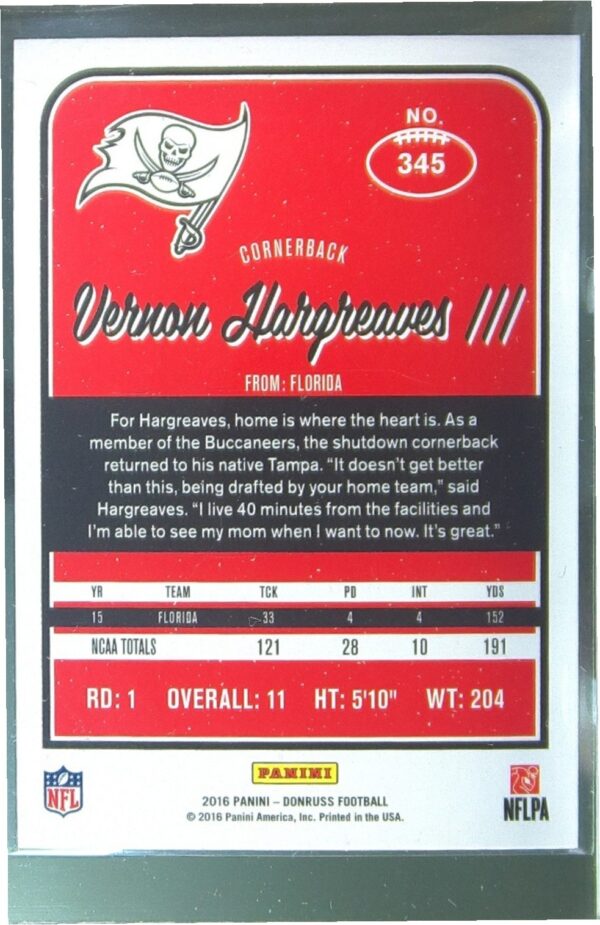 NO.
345
CORNERBACK
Vernon Hargreaves III
FROM: FLORIDA
For Hargreaves, home is where the heart is. As a
member of the Buccaneers, the shutdown cornerback
returned to his native Tampa. “It doesn't get better
than this, being drafted by your home team,” said
Hargreaves. “I live 40 minutes from the facilities and
I'm able to see my mom when I want to now. It's great.”
YR TEAM TCK PD INT YDS
15 FLORIDA 33 4 4 152
NCAA TOTALS 121 28 10 191
RD: 1 OVERALL: 11 HT: 5'10" WT: 204
PANINI
NFL
2016 PANINI – DONRUSS FOOTBALL
© 2016 Panini America, Inc. Printed in the USA.
NFLPA